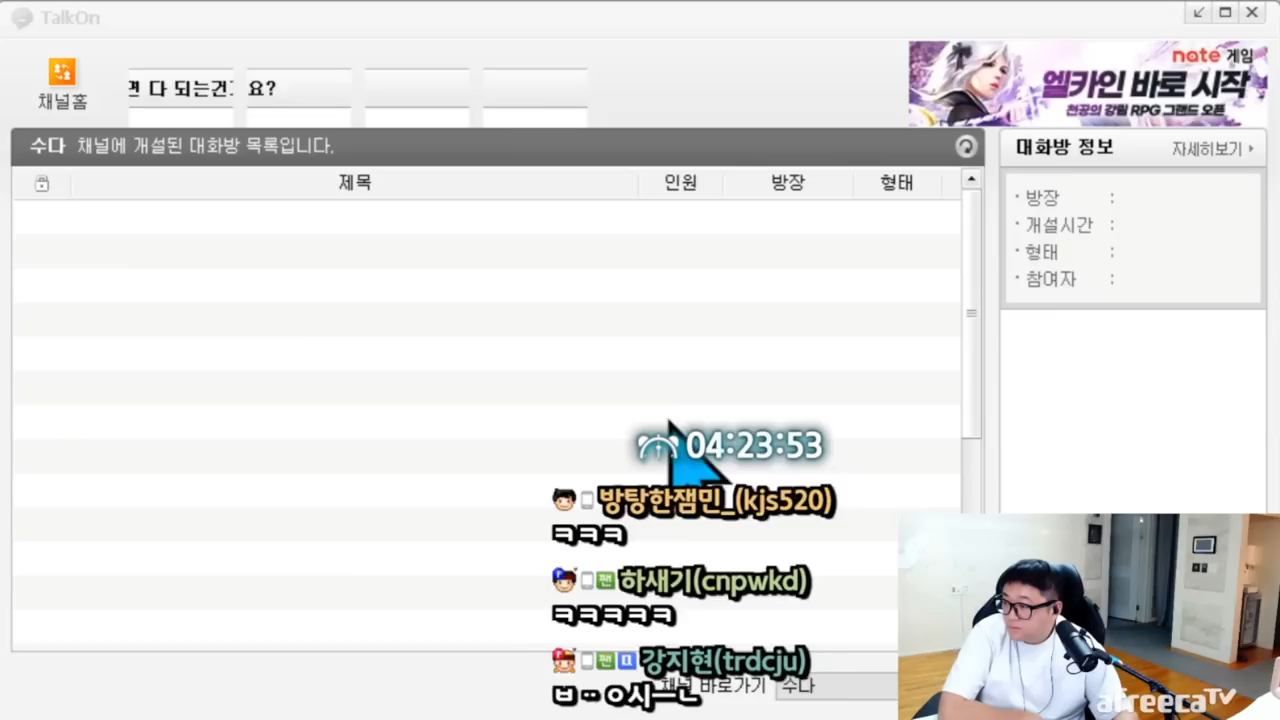 TalkOn
nate 게임
엘카인 바로 시작
천공의 강림 RPG 그랜드 오픈
다 되는건
요?
채널홈
수다 채널에 개설된 대화방 목록입니다.
대화방 정보 자세히보기
제목 인원 방장 형태
· 방장 :
· 개설시간 :
· 형태 :
· 참여자 :
04:23:53
방탕한잼민_(kjs520)
ㅋㅋㅋ
팬 하새기(cnpwkd)
ㅋㅋㅋㅋㅋ
팬 강지현(trdcju)
채널 바로가기 수다
afreecaTV